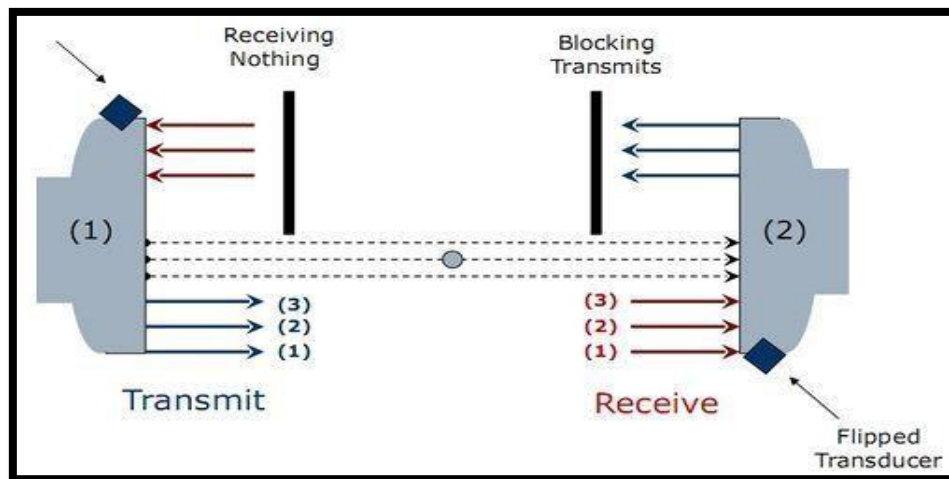 Receiving
Nothing
Blocking
Transmits
(1)
(2)
(3)
(2)
(1)
(3)
(2)
(1)
Transmit
Receive
Flipped
Transducer